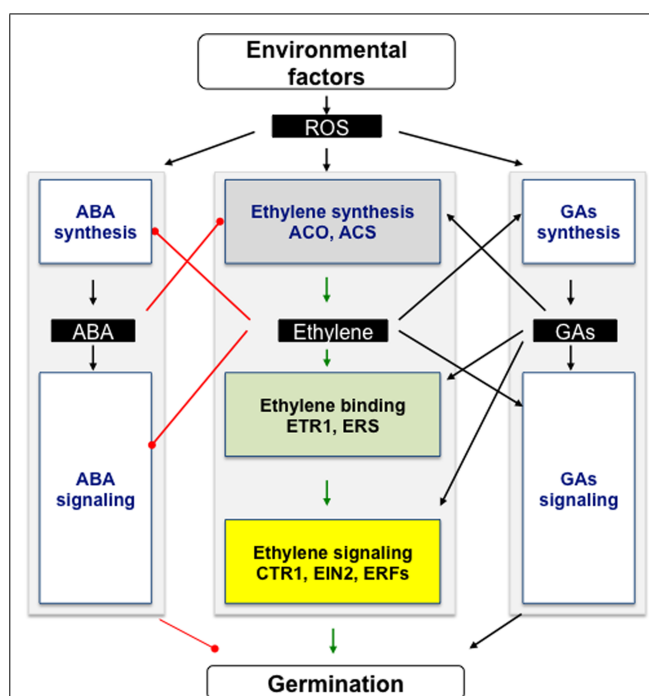 Environmental
factors
ROS
ABA
synthesis
Ethylene synthesis
ACO, ACS
GAs
synthesis
ABA
Ethylene
GAs
Ethylene binding
ETR1, ERS
ABA
signaling
GAs
signaling
Ethylene signaling
CTR1, EIN2, ERFs
Germination